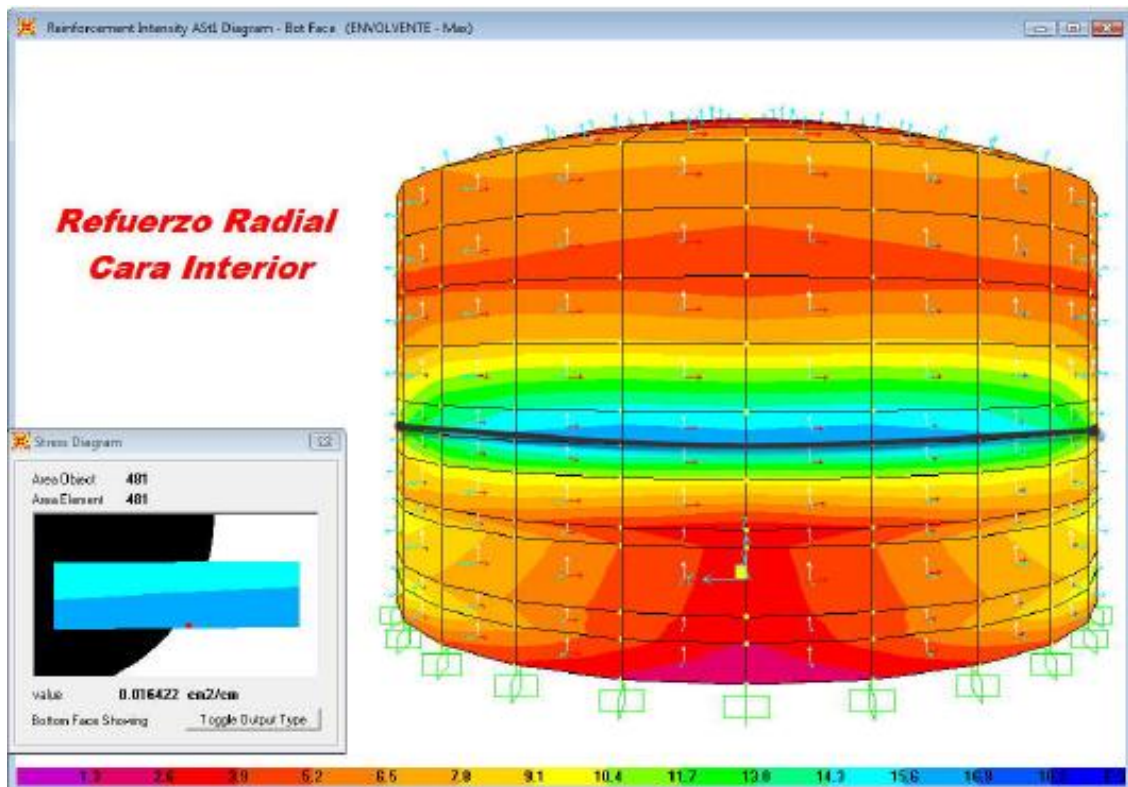 Reinforcement Intensity ASt1 Diagram - Bot Face (ENVOLVENTE - Max)
Refuerzo Radial
Cara Interior
Stress Diagram
Area Object 481
Area Element 481
value 0.016422 cm2/cm
Bottom Face Showing Toggle Output Type
1.3 2.6 3.9 5.2 6.5 7.8 9.1 10.4 11.7 13.0 14.3 15.6 16.9